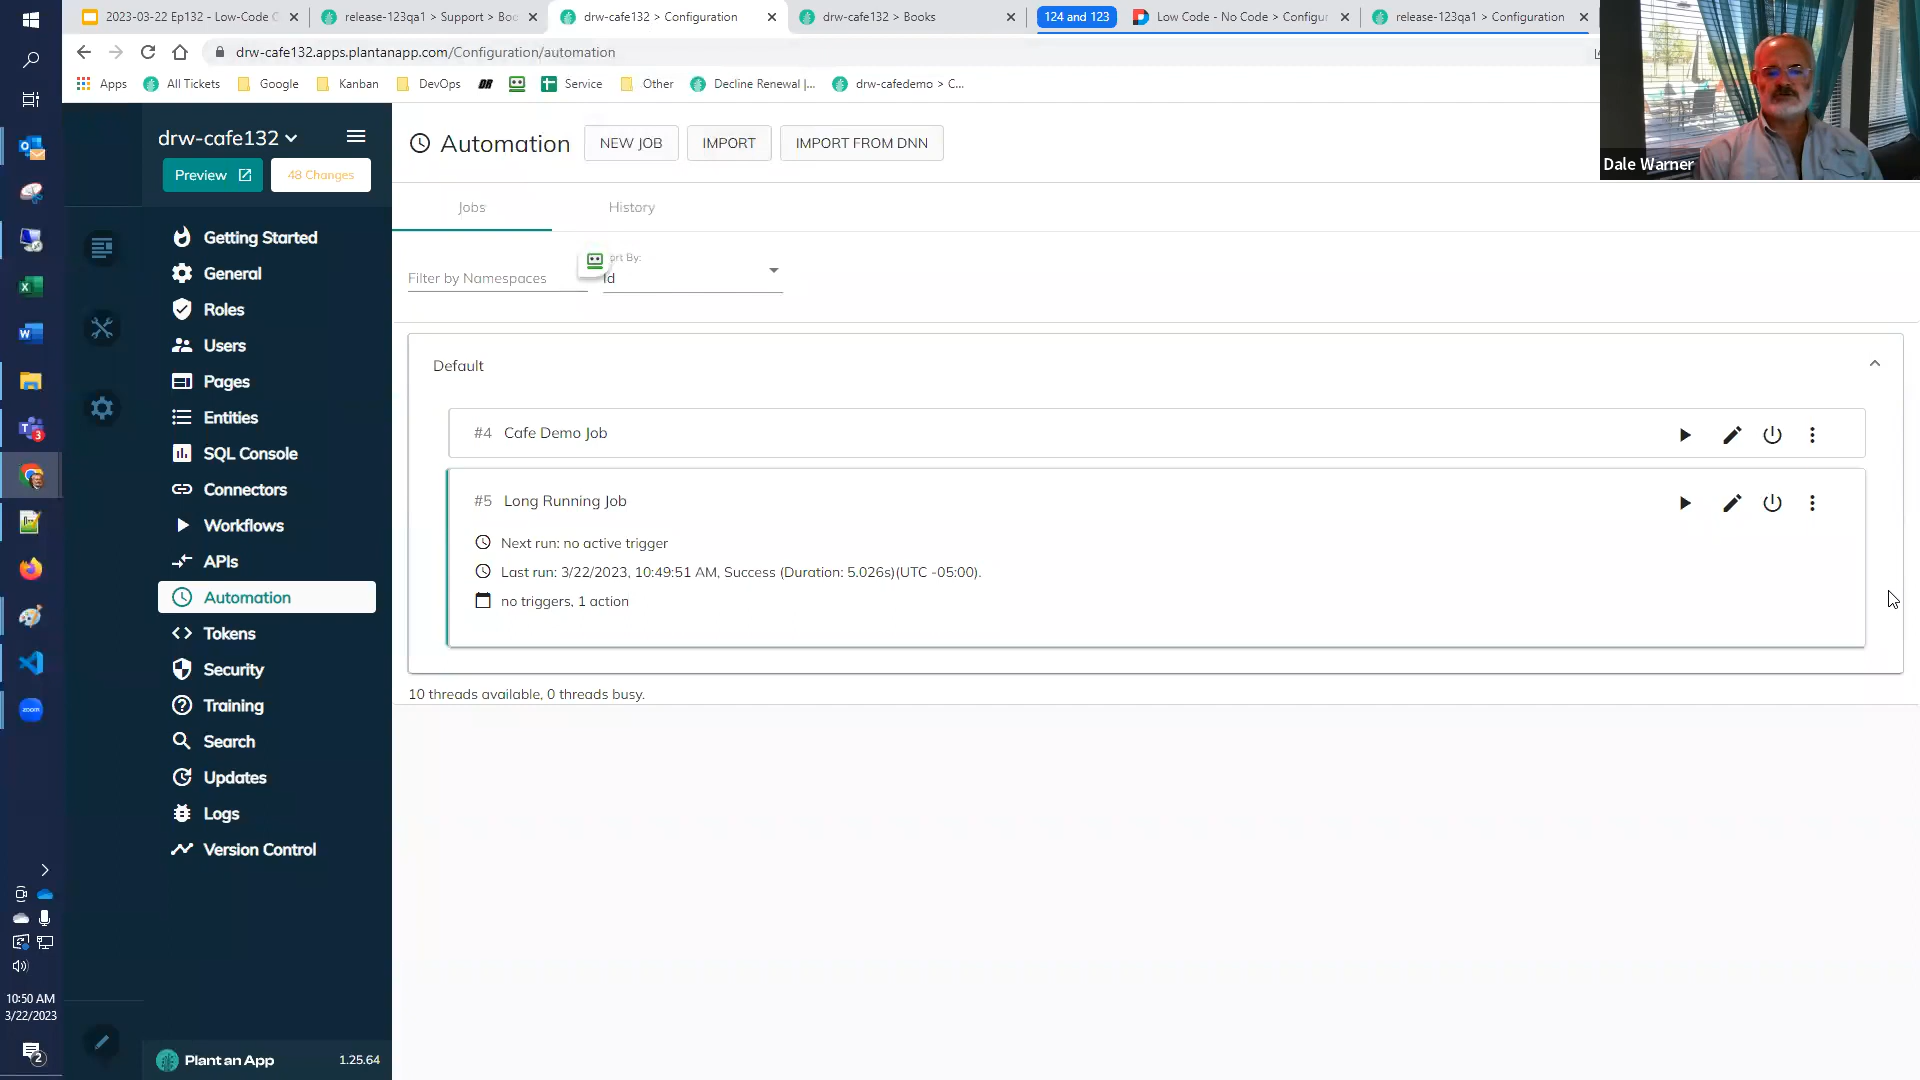 2023-03-22 Ep132 - Low-Code C
release-123qa1 > Support > Boo
drw-cafe132 > Configuration
drw-cafe132 > Books
124 and 123
Low Code - No Code > Configur
release-123qa1 > Configuration
drw-cafe132.apps.plantanapp.com/Configuration/automation
Apps
All Tickets
Google
Kanban
DevOps
DR
Service
Other
Decline Renewal |...
drw-cafedemo > C...
Dale Warner
drw-cafe132
Preview
48 Changes
Getting Started
General
Roles
Users
Pages
Entities
SQL Console
Connectors
Workflows
APIs
Automation
Tokens
Security
Training
Search
Updates
Logs
Version Control
Plant an App
1.25.64
Automation
NEW JOB
IMPORT
IMPORT FROM DNN
Jobs
History
Filter by Namespaces
ort By:
Id
Default
#4 Cafe Demo Job
#5 Long Running Job
Next run: no active trigger
Last run: 3/22/2023, 10:49:51 AM, Success (Duration: 5.026s)(UTC -05:00).
no triggers, 1 action
10 threads available, 0 threads busy.
3
zoom
10:50 AM
3/22/2023
2